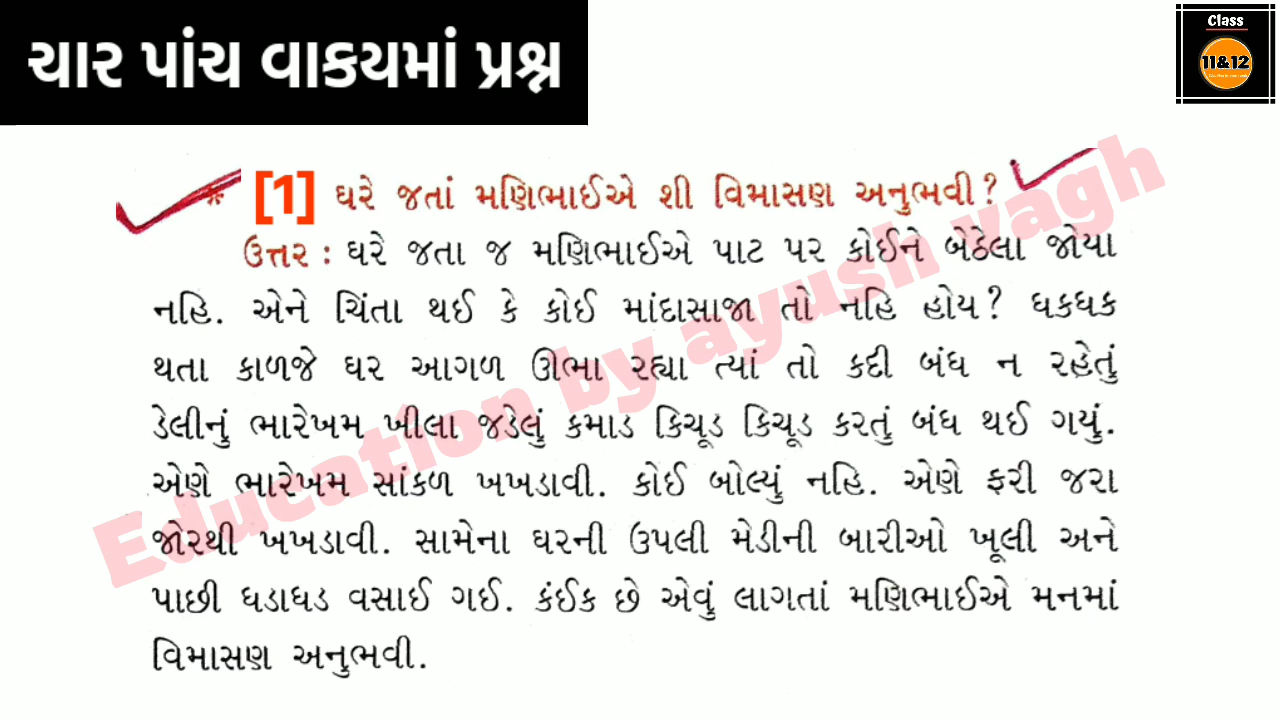 ચાર પાંચ વાકયમાં પ્રશ્ન
Class
11&12
* [1] ઘરે જતાં મણિભાઈએ શી વિમાસણ અનુભવી?
ઉત્તર : ઘરે જતા જ મણિભાઈએ પાટ પર કોઈને બેઠેલા જોયા
નહિ. એને ચિંતા થઈ કે કોઈ માંદાસાજા તો નહિ હોય? ધકધક
થતા કાળજે ઘર આગળ ઊભા રહ્યા ત્યાં તો કદી બંધ ન રહેતું
ડેલીનું ભારેખમ ખીલા જડેલું કમાડ કિચૂડ કિચૂડ કરતું બંધ થઈ ગયું.
એણે ભારેખમ સાંકળ ખખડાવી. કોઈ બોલ્યું નહિ. એણે ફરી જરા
જોરથી ખખડાવી. સામેના ઘરની ઉપલી મેડીની બારીઓ ખૂલી અને
પાછી ધડાધડ વસાઈ ગઈ. કંઈક છે એવું લાગતાં મણિભાઈએ મનમાં
વિમાસણ અનુભવી.
Education by ayush vagh